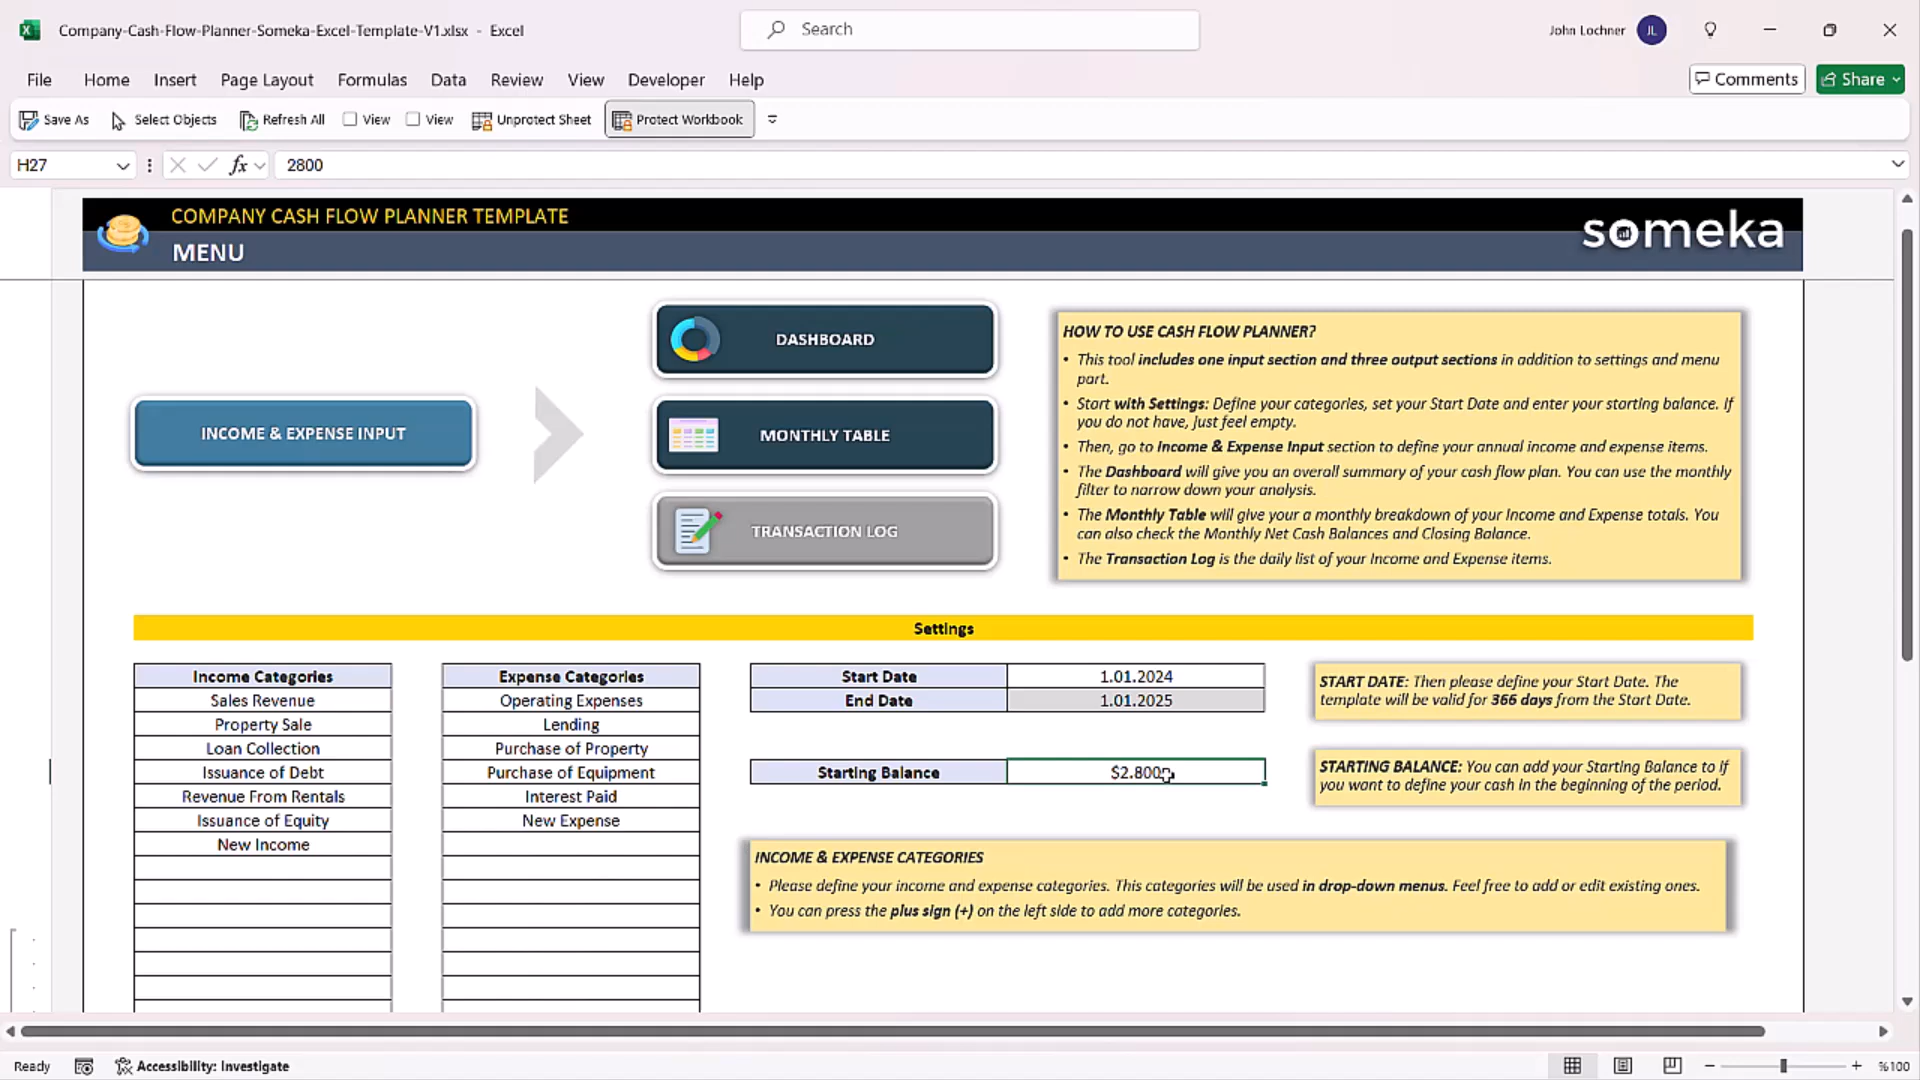 Company-Cash-Flow-Planner-Someka-Excel-Template-V1.xlsx - Excel
Search
John Lochner
JL
File Home Insert Page Layout Formulas Data Review View Developer Help
Comments
Share
Save As Select Objects Refresh All View View Unprotect Sheet Protect Workbook
H27
fx
2800
COMPANY CASH FLOW PLANNER TEMPLATE
MENU
someka
INCOME & EXPENSE INPUT
DASHBOARD
MONTHLY TABLE
TRANSACTION LOG
HOW TO USE CASH FLOW PLANNER?
• This tool includes one input section and three output sections in addition to settings and menu
part.
• Start with Settings: Define your categories, set your Start Date and enter your starting balance. If
you do not have, just feel empty.
• Then, go to Income & Expense Input section to define your annual income and expense items.
• The Dashboard will give you an overall summary of your cash flow plan. You can use the monthly
filter to narrow down your analysis.
• The Monthly Table will give your a monthly breakdown of your Income and Expense totals. You
can also check the Monthly Net Cash Balances and Closing Balance.
• The Transaction Log is the daily list of your Income and Expense items.
Settings
Income Categories
Sales Revenue
Property Sale
Loan Collection
Issuance of Debt
Revenue From Rentals
Issuance of Equity
New Income
Expense Categories
Operating Expenses
Lending
Purchase of Property
Purchase of Equipment
Interest Paid
New Expense
Start Date 1.01.2024
End Date 1.01.2025
Starting Balance $2.800
START DATE: Then please define your Start Date. The
template will be valid for 366 days from the Start Date.
STARTING BALANCE: You can add your Starting Balance to if
you want to define your cash in the beginning of the period.
INCOME & EXPENSE CATEGORIES
• Please define your income and expense categories. This categories will be used in drop-down menus. Feel free to add or edit existing ones.
• You can press the plus sign (+) on the left side to add more categories.
Ready
Accessibility: Investigate
%100